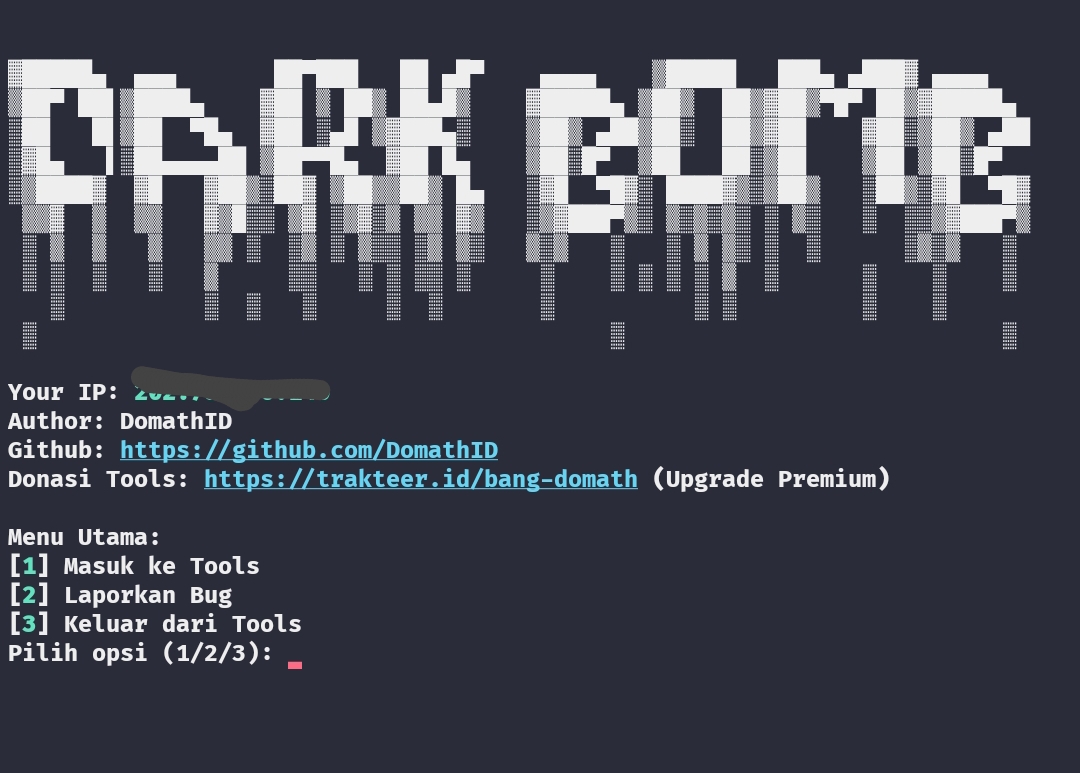 DARK BOMB
Your IP:
Author: DomathID
Github: https://github.com/DomathID
Donasi Tools: https://trakteer.id/bang-domath (Upgrade Premium)
Menu Utama:
[1] Masuk ke Tools
[2] Laporkan Bug
[3] Keluar dari Tools
Pilih opsi (1/2/3):